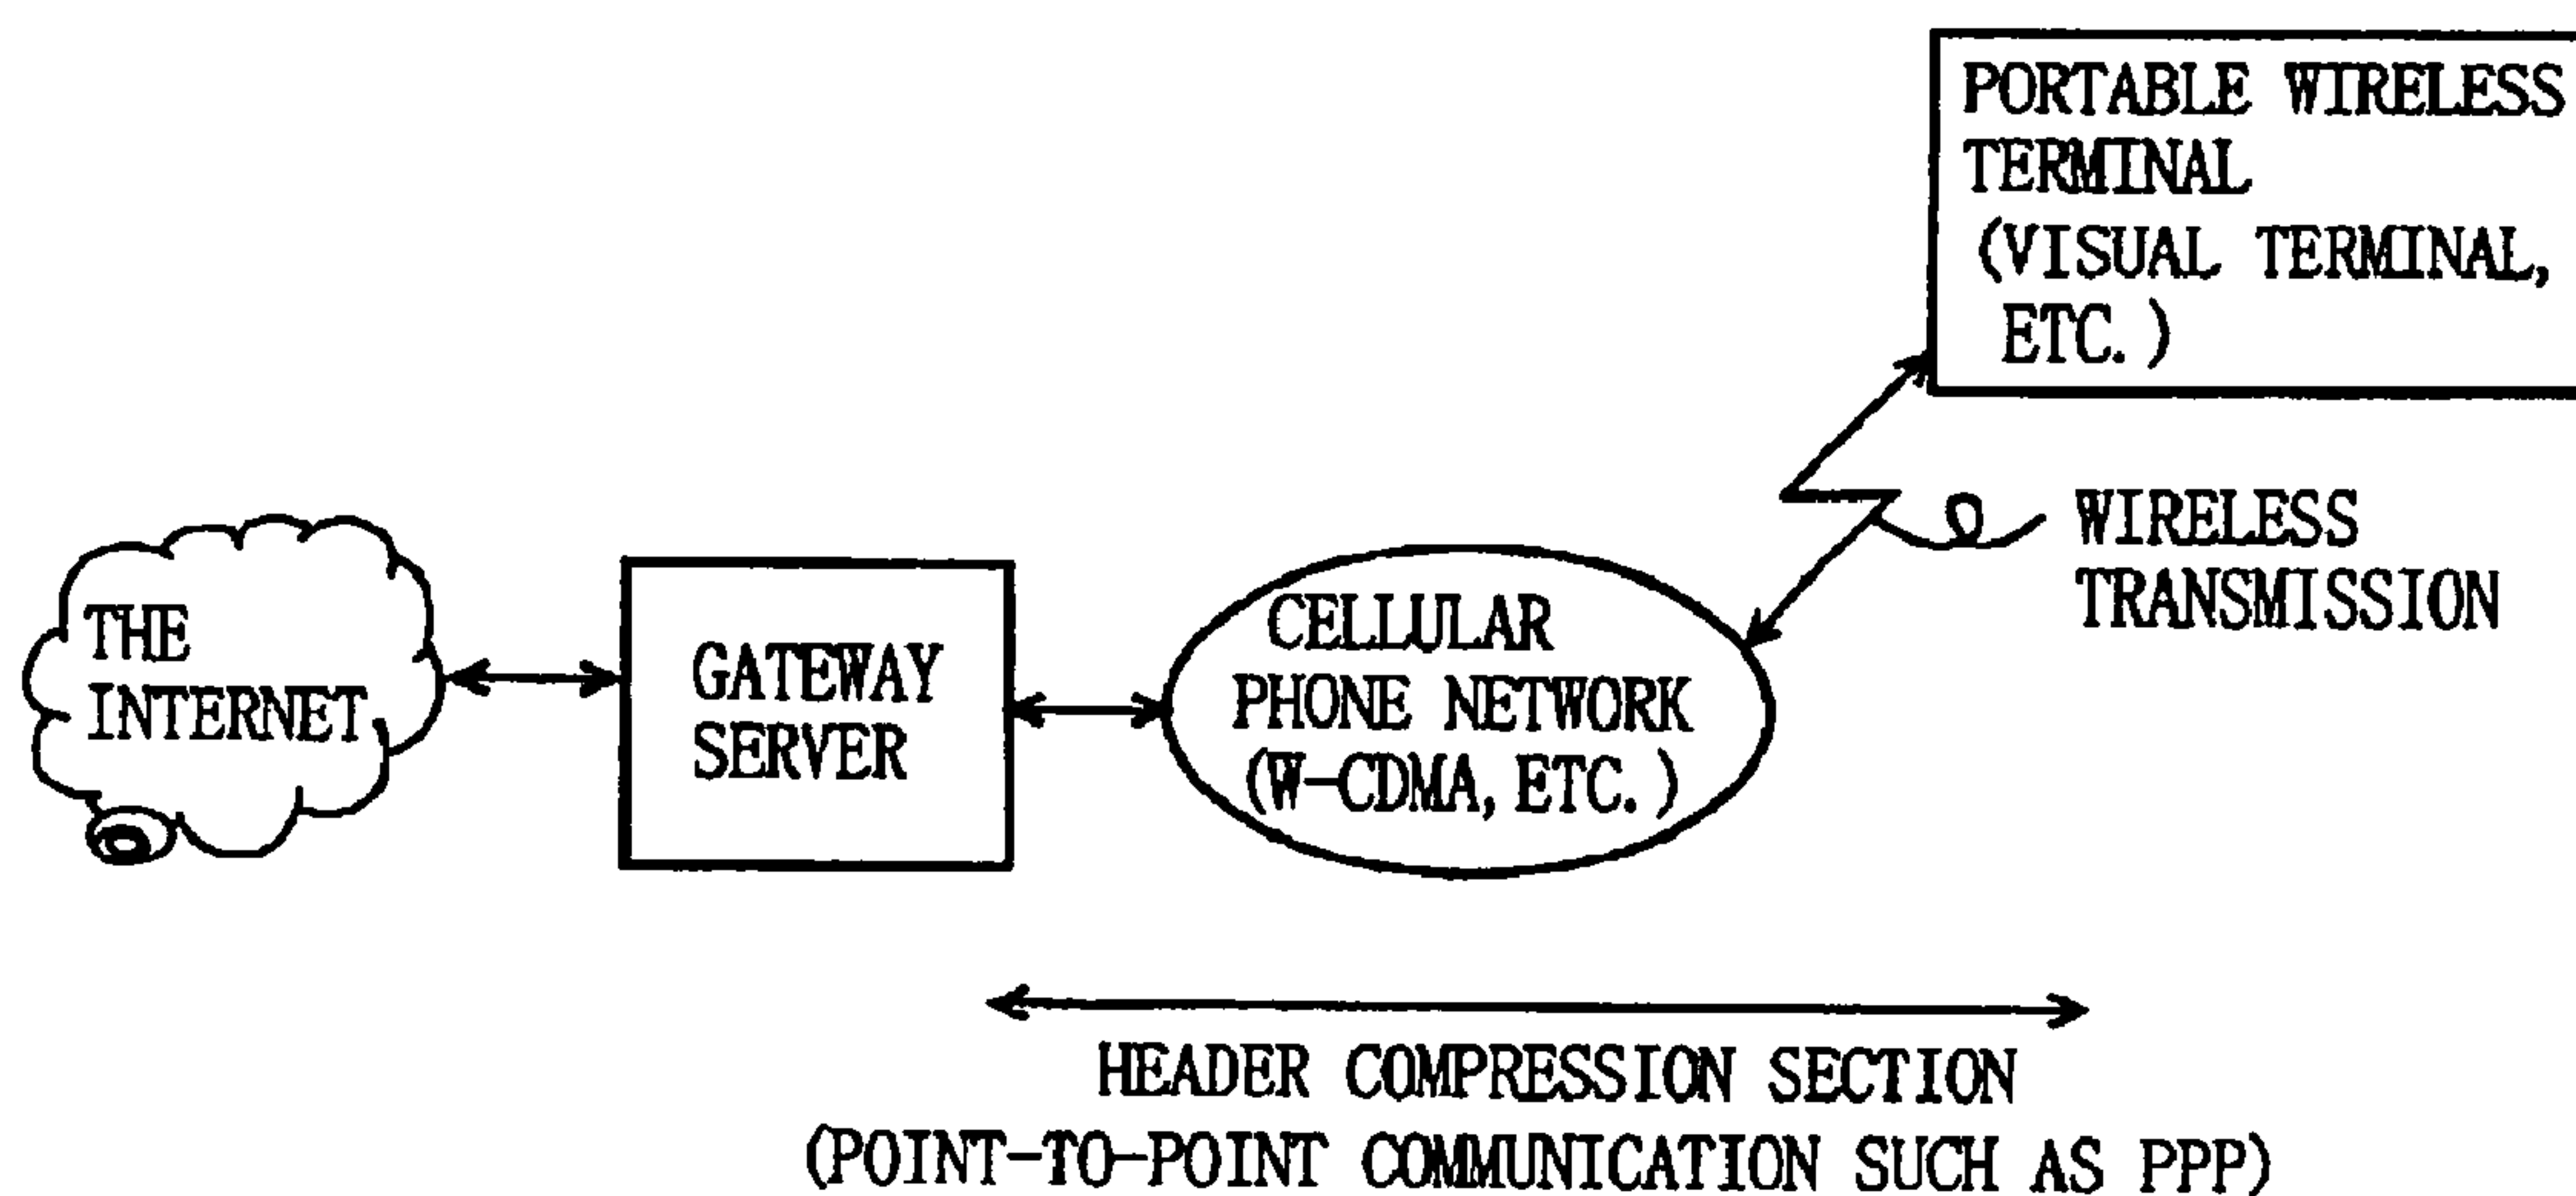 PORTABLE WIRELESS
TERMINAL
(VISUAL TERMINAL,
ETC.)
WIRELESS
TRANSMISSION
THE
INTERNET
GATEWAY
SERVER
CELLULAR
PHONE NETWORK
(W-CDMA, ETC.)
HEADER COMPRESSION SECTION
(POINT-TO-POINT COMMUNICATION SUCH AS PPP)